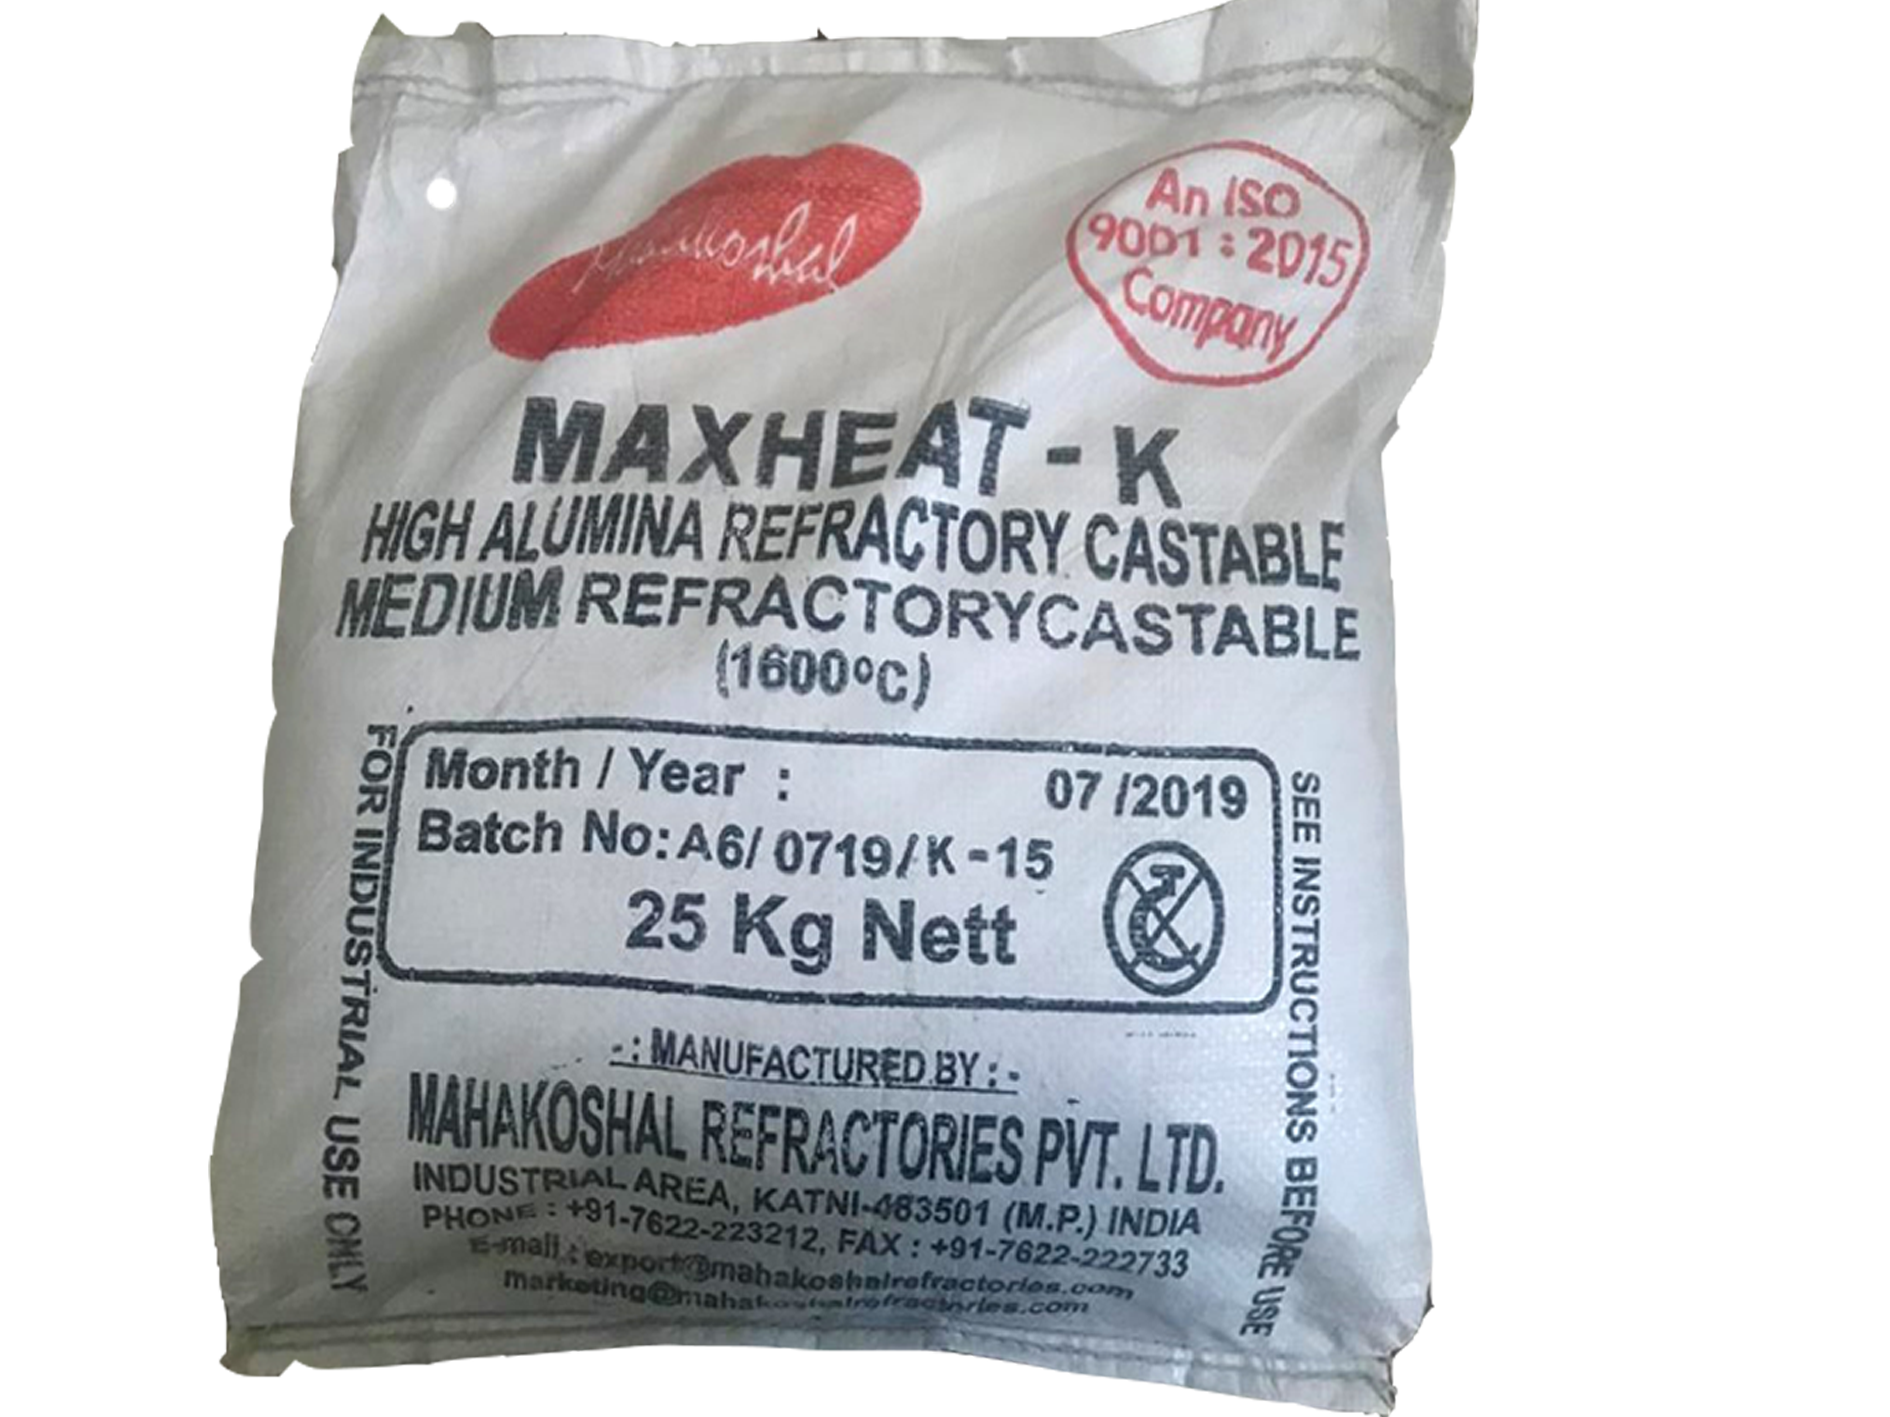 Mahakoshal
An ISO
9001 : 2015
Company
MAXHEAT - K
HIGH ALUMINA REFRACTORY CASTABLE
MEDIUM REFRACTORYCASTABLE
(1600ºC)
FOR INDUSTRIAL USE ONLY
Month / Year : 07 /2019
Batch No: A6/ 0719/K-15
25 Kg Nett
SEE INSTRUCTIONS BEFORE USE
-: MANUFACTURED BY :-
MAHAKOSHAL REFRACTORIES PVT. LTD.
INDUSTRIAL AREA, KATNI-483501 (M.P.) INDIA
PHONE : +91-7622-223212, FAX : +91-7622-222733
E-mail : export@mahakoshalrefractories.com
marketing@mahakoshalrefractories.com